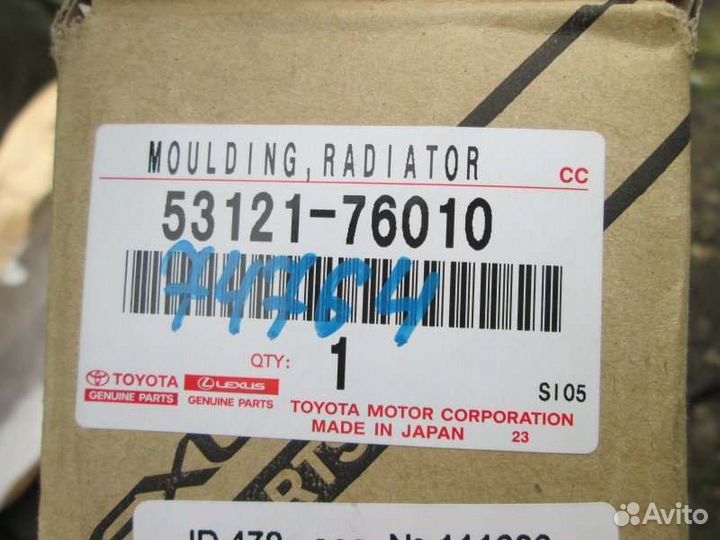 MOULDING, RADIATOR
CC
53121-76010
74764
QTY: 1
SI05
TOYOTA
GENUINE PARTS
LEXUS
GENUINE PARTS
TOYOTA MOTOR CORPORATION
MADE IN JAPAN 23
Avito